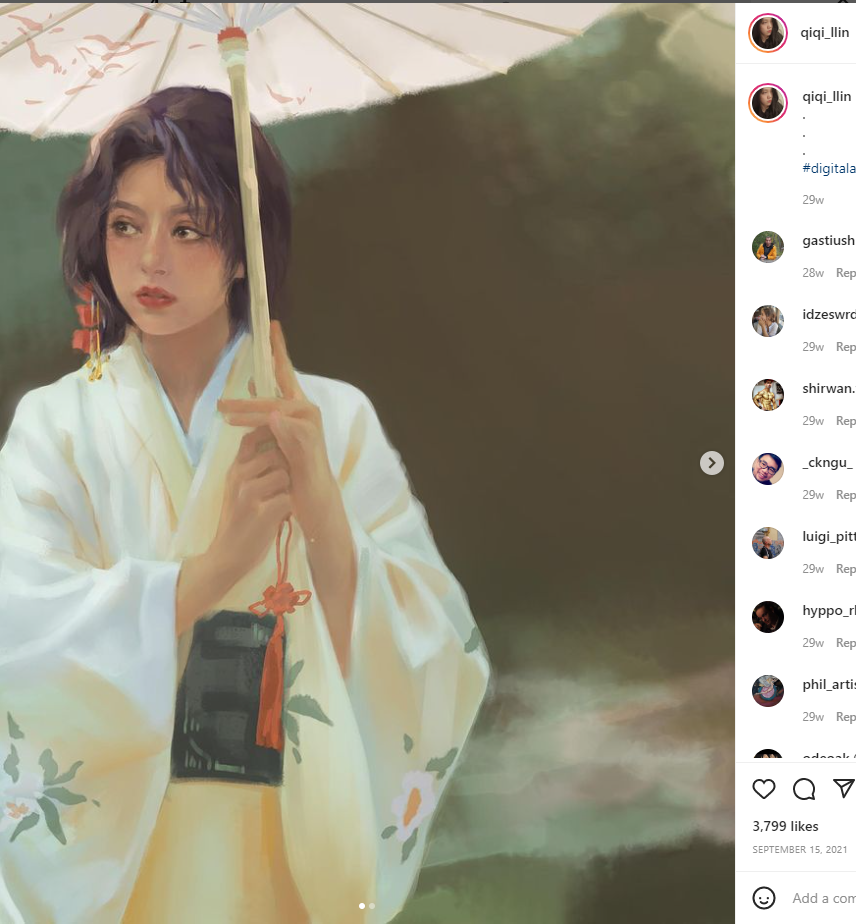 qiqi_llin
qiqi_llin
.
.
.
#digitala
29w
gastiush
28w Rep
idzeswrd
29w Rep
shirwan.
29w Rep
_ckngu_
29w Rep
luigi_pitt
29w Rep
hyppo_rl
29w Rep
phil_artis
29w Rep
3,799 likes
SEPTEMBER 15, 2021
Add a com